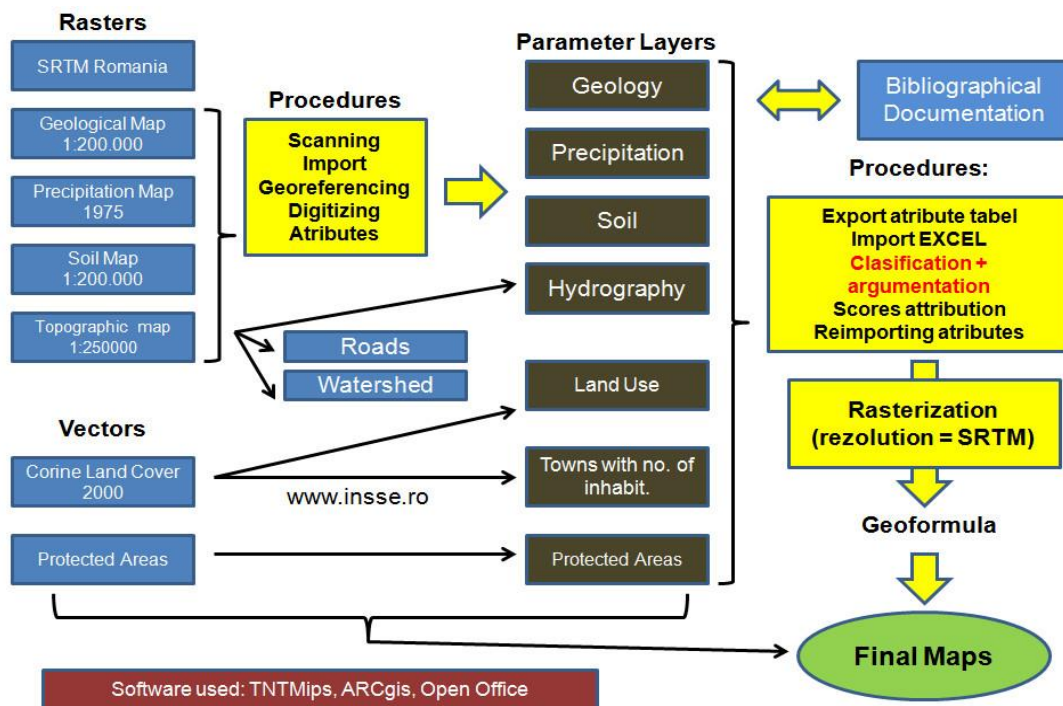 Rasters
SRTM Romania
Geological Map
1:200.000
Precipitation Map
1975
Soil Map
1:200.000
Topographic map
1:250000
Vectors
Corine Land Cover
2000
Protected Areas
Procedures
Scanning
Import
Georeferencing
Digitizing
Atributes
Roads
Watershed
www.insse.ro
Parameter Layers
Geology
Precipitation
Soil
Hydrography
Land Use
Towns with no. of
inhabit.
Protected Areas
Bibliographical
Documentation
Procedures:
Export atribute tabel
Import EXCEL
Clasification +
argumentation
Scores attribution
Reimporting atributes
Rasterization
(rezolution = SRTM)
Geoformula
Final Maps
Software used: TNTMips, ARCgis, Open Office